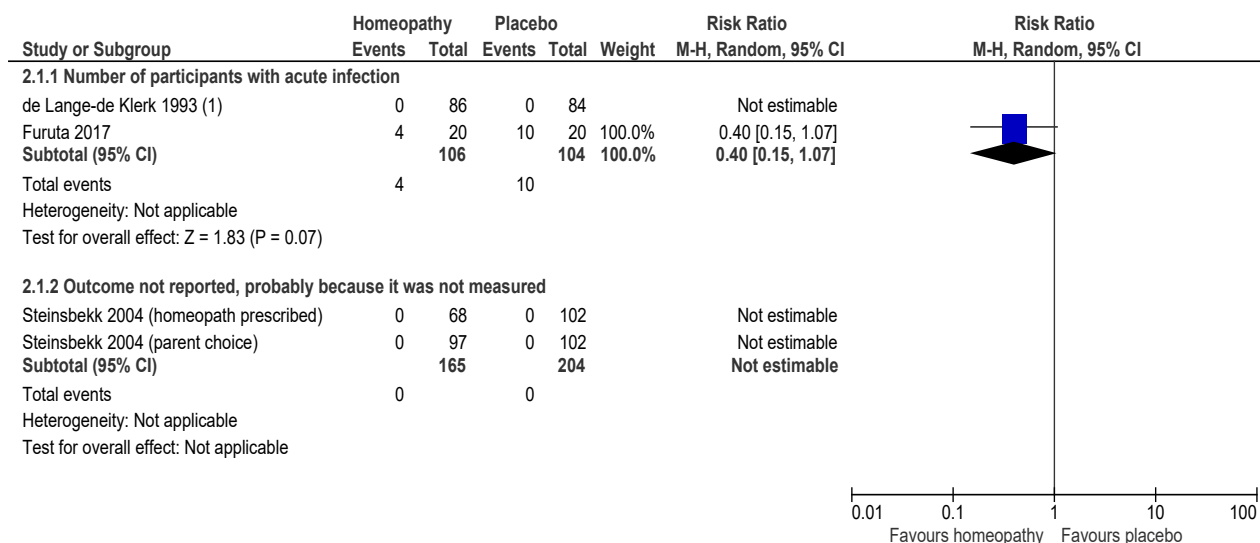 Homeopathy Placebo Risk Ratio Risk Ratio
Study or Subgroup Events Total Events Total Weight M-H, Random, 95% CI M-H, Random, 95% CI
2.1.1 Number of participants with acute infection
de Lange-de Klerk 1993 (1) 0 86 0 84 Not estimable
Furuta 2017 4 20 10 20 100.0% 0.40 [0.15, 1.07]
Subtotal (95% CI) 106 104 100.0% 0.40 [0.15, 1.07]
Total events 4 10
Heterogeneity: Not applicable
Test for overall effect: Z = 1.83 (P = 0.07)
2.1.2 Outcome not reported, probably because it was not measured
Steinsbekk 2004 (homeopath prescribed) 0 68 0 102 Not estimable
Steinsbekk 2004 (parent choice) 0 97 0 102 Not estimable
Subtotal (95% CI) 165 204 Not estimable
Total events 0 0
Heterogeneity: Not applicable
Test for overall effect: Not applicable
0.01 0.1 1 10 100
Favours homeopathy Favours placebo